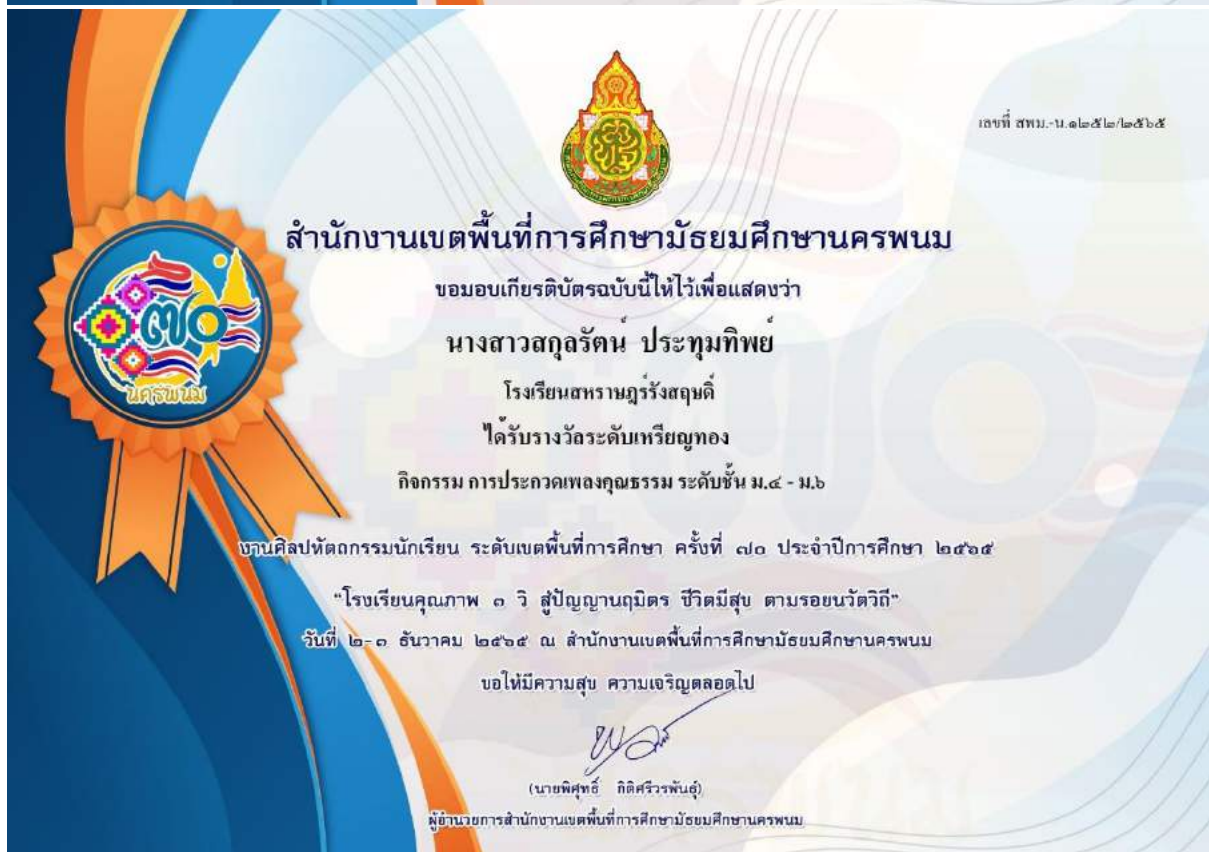 เลขที่ สพม.-น.๑๒๕๒/๒๕๖๕
สำนักงานเขตพื้นที่การศึกษามัธยมศึกษานครพนม
ขอมอบเกียรติบัตรฉบับนี้ให้ไว้เพื่อแสดงว่า
นางสาวสกุลรัตน์ ประทุมทิพย์
โรงเรียนสหราษฎร์รังสฤษดิ์
ได้รับรางวัลระดับเหรียญทอง
กิจกรรม การประกวดเพลงคุณธรรม ระดับชั้น ม.๔ - ม.๖
งานศิลปหัตถกรรมนักเรียน ระดับเขตพื้นที่การศึกษา ครั้งที่ ๗๐ ประจำปีการศึกษา ๒๕๖๕
“โรงเรียนคุณภาพ ๓ วิ สู่ปัญญานฤมิตร ชีวิตมีสุข ตามรอยนวัตวิถี”
วันที่ ๒-๓ ธันวาคม ๒๕๖๕ ณ สำนักงานเขตพื้นที่การศึกษามัธยมศึกษานครพนม
ขอให้มีความสุข ความเจริญตลอดไป
(นายพิศุทธิ์ กิติศรีวรพันธุ์)
ผู้อำนวยการสำนักงานเขตพื้นที่การศึกษามัธยมศึกษานครพนม
๗๐
นครพนม